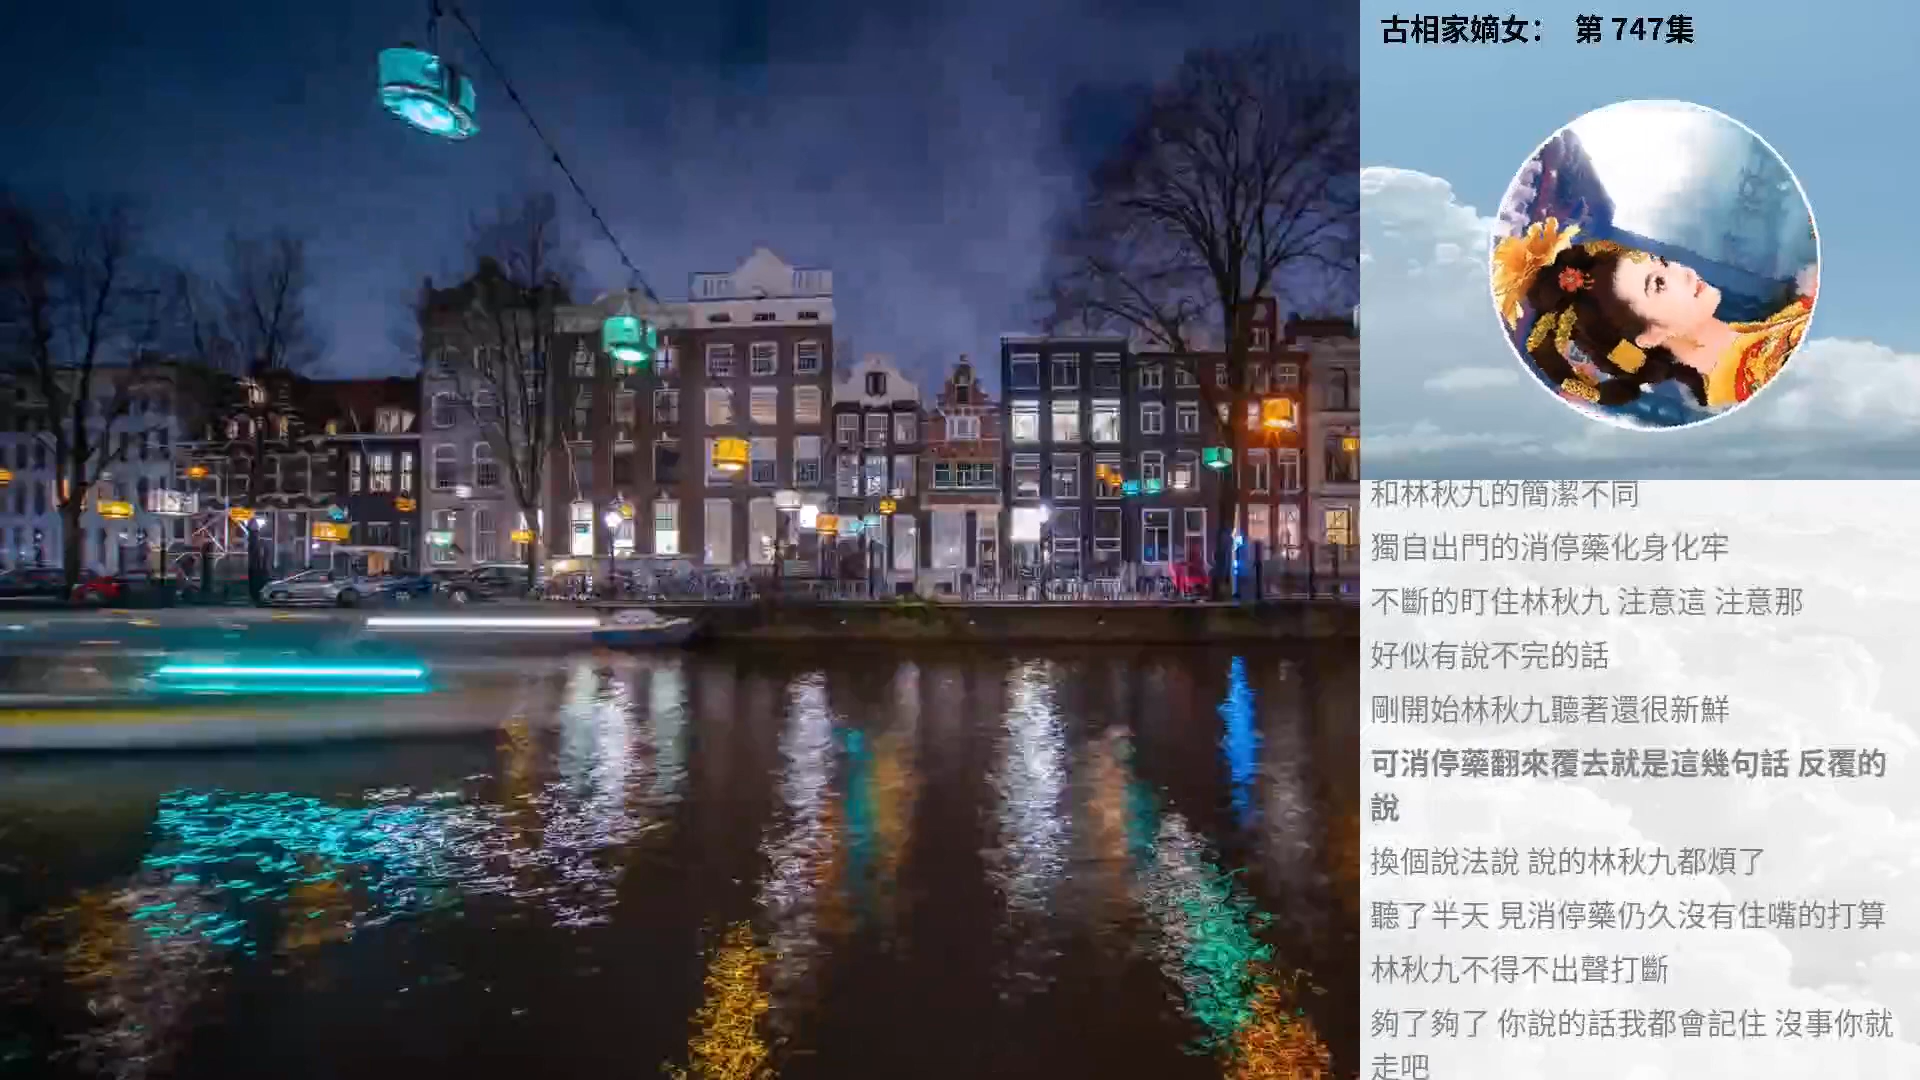 古相家嫡女： 第 747集
和林秋九的簡潔不同
獨自出門的消停藥化身化牢
不斷的盯住林秋九 注意這 注意那
好似有說不完的話
剛開始林秋九聽著還很新鮮
可消停藥翻來覆去就是這幾句話 反覆的
說
換個說法說 說的林秋九都煩了
聽了半天 見消停藥仍久沒有住嘴的打算
林秋九不得不出聲打斷
夠了夠了 你說的話我都會記住 沒事你就
走吧